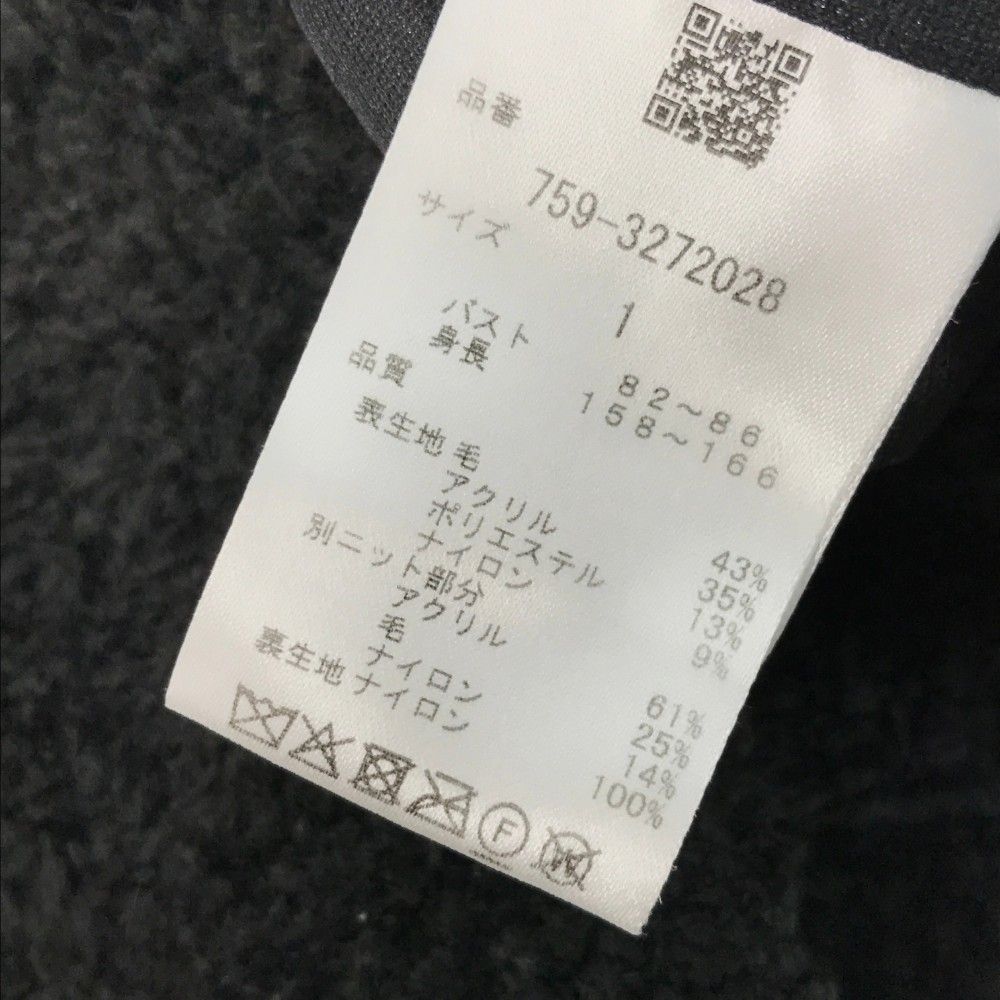 品番
759-3272028
サイズ
1
バスト 82～86
身長 158～166
品質
表生地 毛 43%
アクリル 35%
ポリエステル 13%
ナイロン 9%
別ニット部分
アクリル 61%
毛 25%
ナイロン 14%
裏生地 ナイロン 100%
F